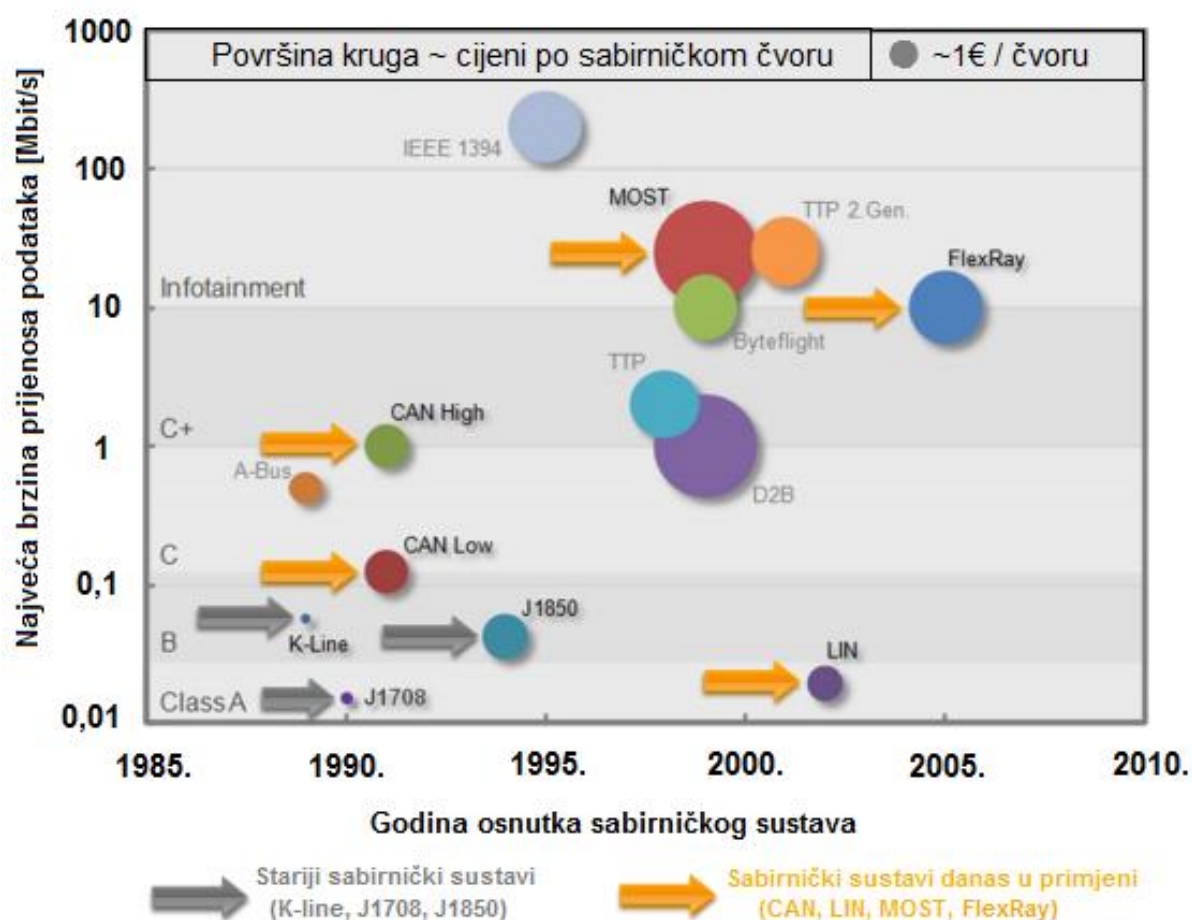 1000
Površina kruga ~ cijeni po sabirničkom čvoru
~1€ / čvoru
Najveća brzina prijenosa podataka [Mbit/s]
IEEE 1394
100
MOST
TTP 2.Gen.
FlexRay
Infotainment
10
Byteflight
TTP
CAN High
C+
1
A-Bus
D2B
CAN Low
C
0,1
J1850
B
K-Line
LIN
Class A
J1708
0,01
1985. 1990. 1995. 2000. 2005. 2010.
Godina osnutka sabirničkog sustava
Stariji sabirnički sustavi
(K-line, J1708, J1850)
Sabirnički sustavi danas u primjeni
(CAN, LIN, MOST, FlexRay)